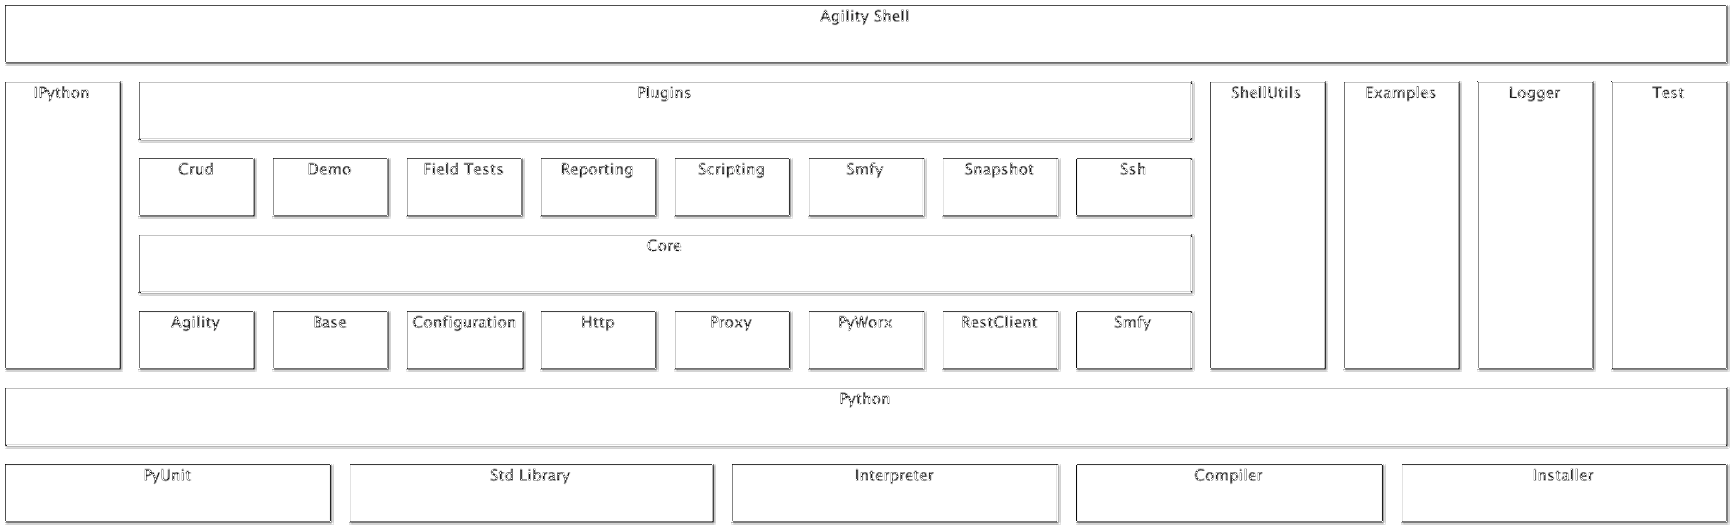 Agility Shell
IPython Plugins ShellUtils Examples Logger Test
Crud Demo Field Tests Reporting Scripting Smfy Snapshot Ssh
Core
Agility Base Configuration Http Proxy PyWorx RestClient Smfy
Python
PyUnit Std Library Interpreter Compiler Installer